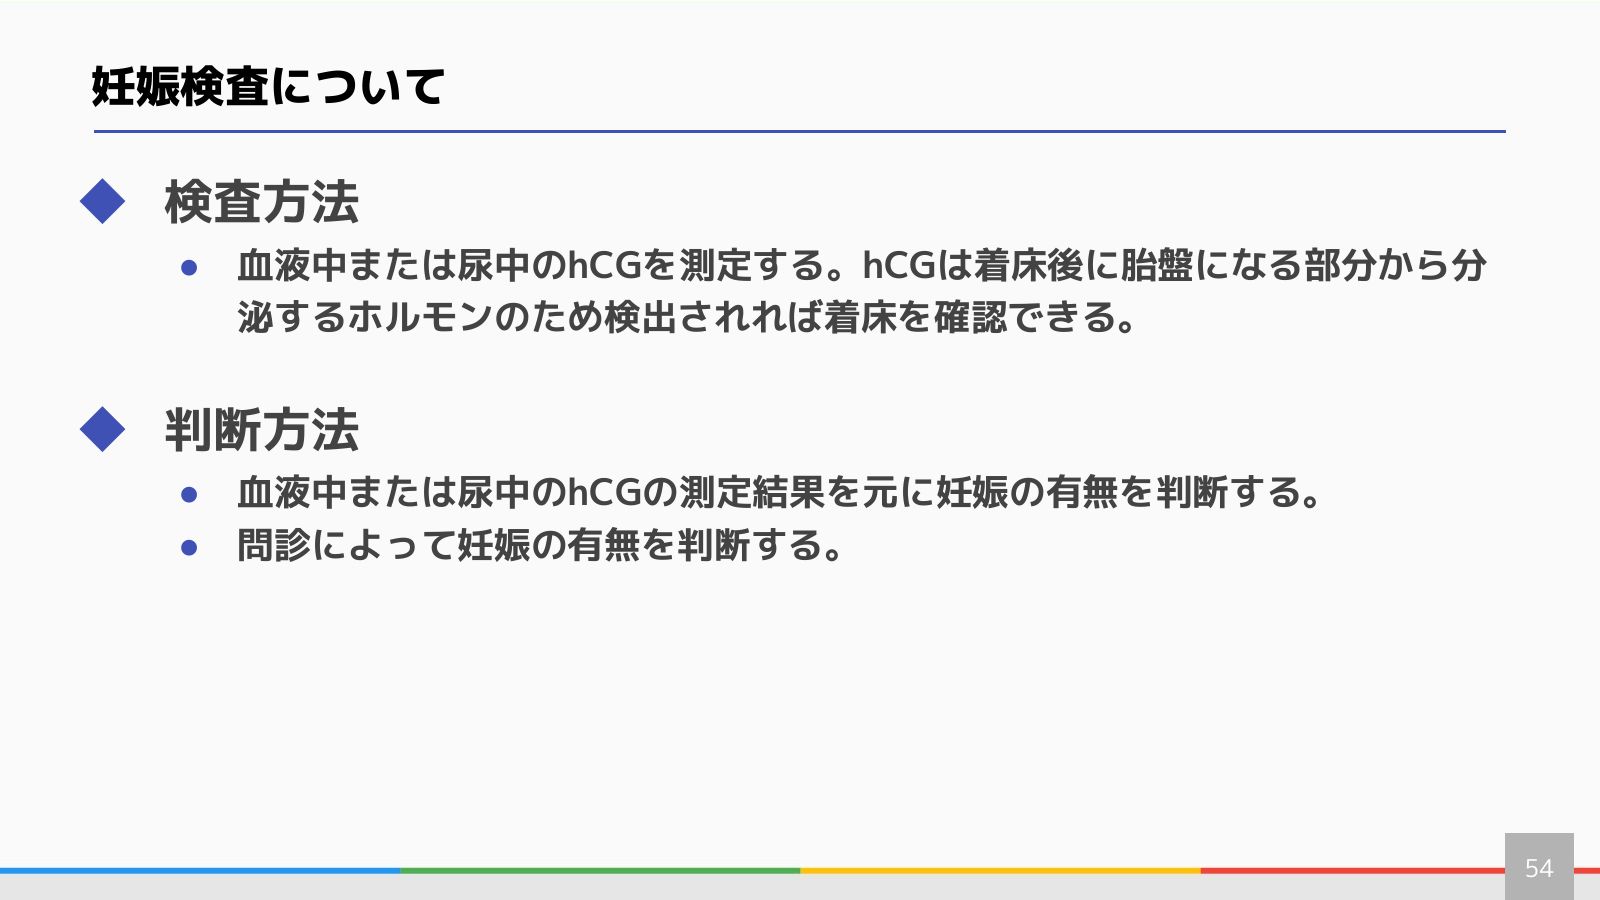 妊娠検査について
◆ 検査方法
● 血液中または尿中のhCGを測定する。hCGは着床後に胎盤になる部分から分
泌するホルモンのため検出されれば着床を確認できる。
◆ 判断方法
● 血液中または尿中のhCGの測定結果を元に妊娠の有無を判断する。
● 問診によって妊娠の有無を判断する。
54